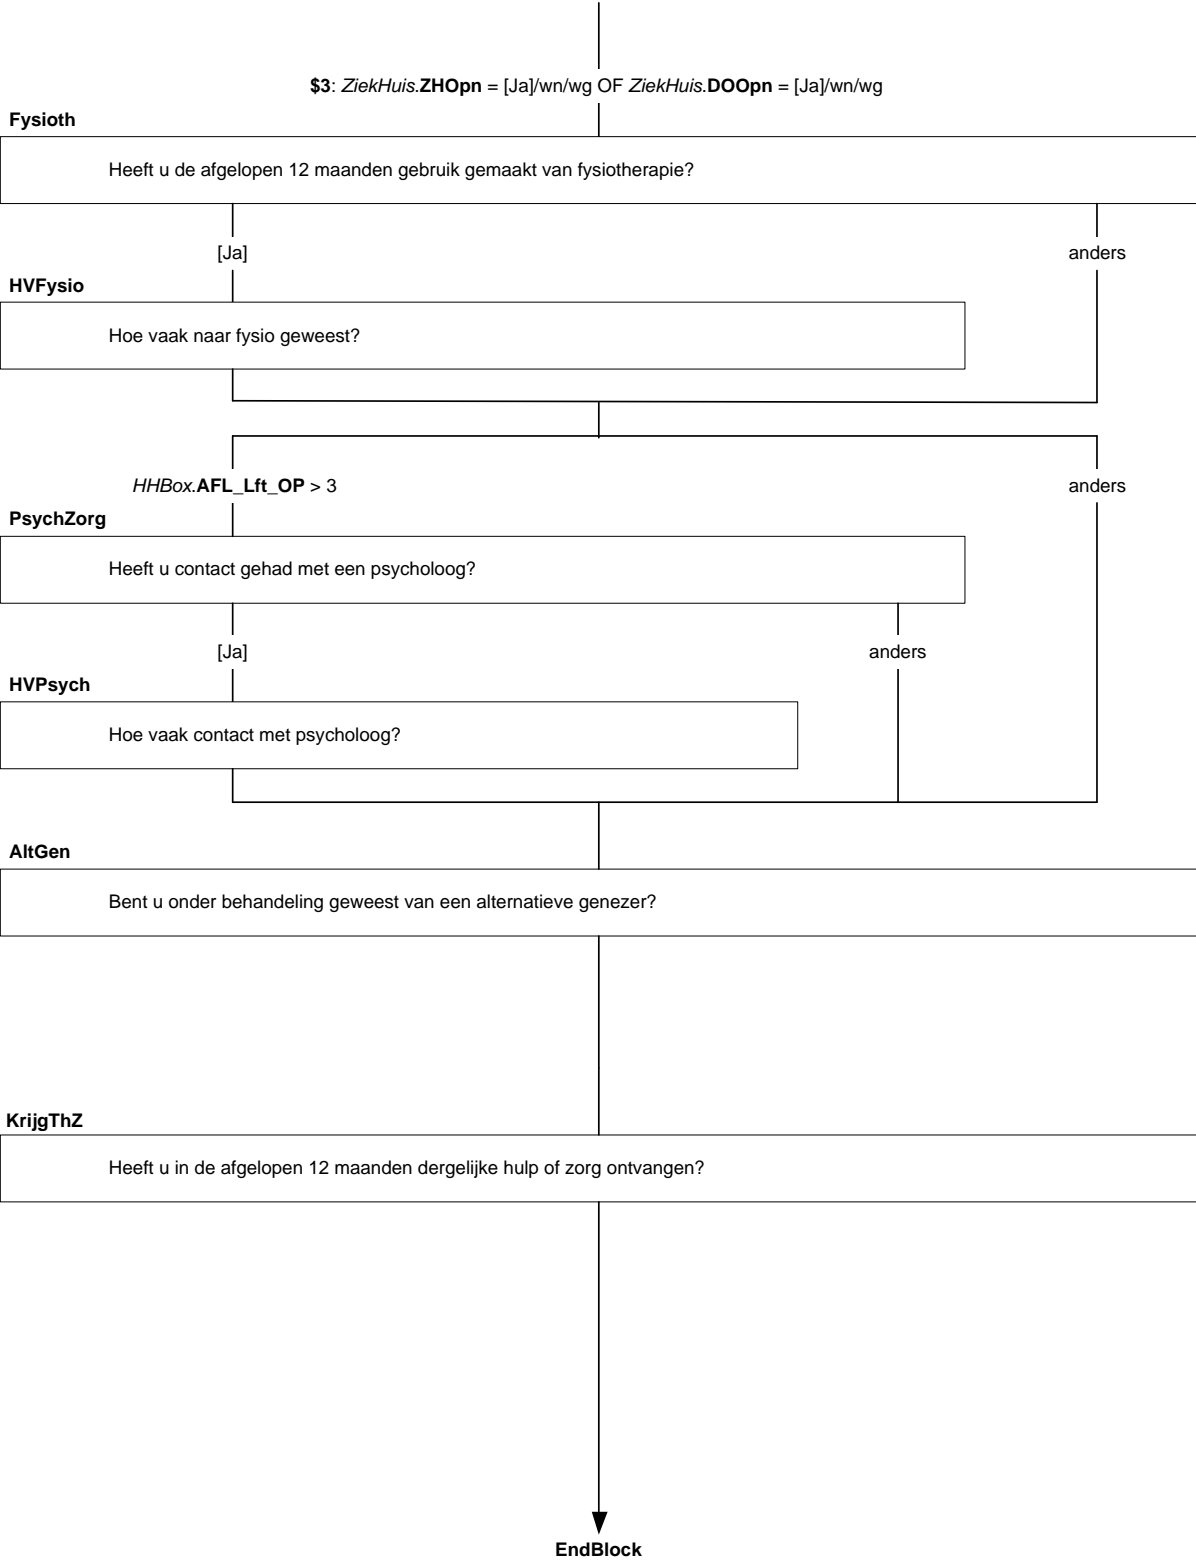 $3: ZiekHuis.ZHOpn = [Ja]/wn/wg OF ZiekHuis.DOOpn = [Ja]/wn/wg
Fysioth
Heeft u de afgelopen 12 maanden gebruik gemaakt van fysiotherapie?
[Ja] anders
HVFysio
Hoe vaak naar fysio geweest?
HHBox.AFL_Lft_OP > 3 anders
PsychZorg
Heeft u contact gehad met een psycholoog?
[Ja] anders
HVPsych
Hoe vaak contact met psycholoog?
AltGen
Bent u onder behandeling geweest van een alternatieve genezer?
KrijgThZ
Heeft u in de afgelopen 12 maanden dergelijke hulp of zorg ontvangen?
EndBlock